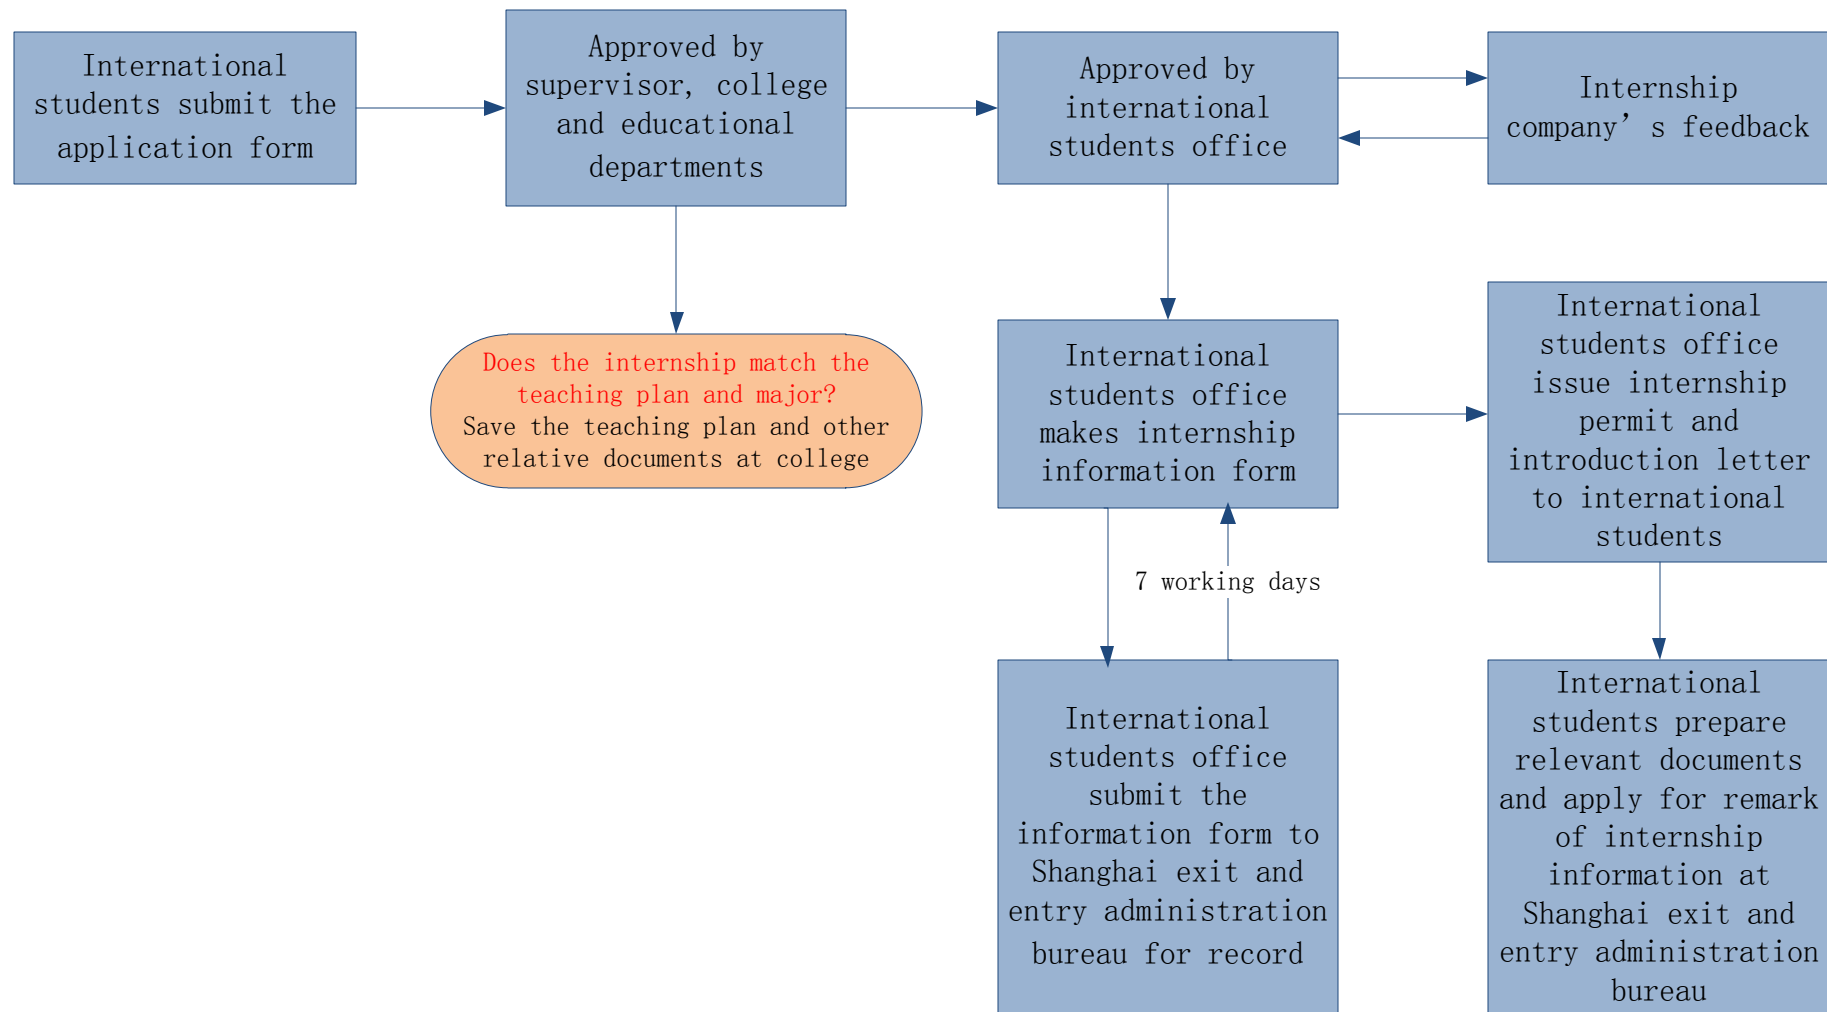 International
students submit the
application form
Approved by
supervisor, college
and educational
departments
Approved by
international
students office
Internship
company’s feedback
Does the internship match the
teaching plan and major?
Save the teaching plan and other
relative documents at college
International
students office
makes internship
information form
International
students office
issue internship
permit and
introduction letter
to international
students
7 working days
International
students office
submit the
information form to
Shanghai exit and
entry administration
bureau for record
International
students prepare
relevant documents
and apply for remark
of internship
information at
Shanghai exit and
entry administration
bureau